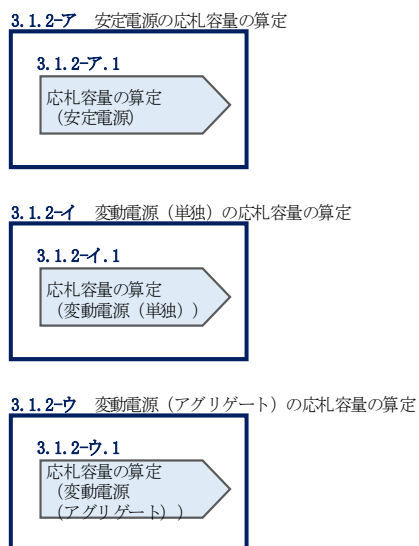 3.1.2-ア 安定電源の応札容量の算定
3.1.2-ア.1
応札容量の算定
（安定電源）
3.1.2-イ 変動電源（単独）の応札容量の算定
3.1.2-イ.1
応札容量の算定
（変動電源（単独））
3.1.2-ウ 変動電源（アグリゲート）の応札容量の算定
3.1.2-ウ.1
応札容量の算定
（変動電源
（アグリゲート））